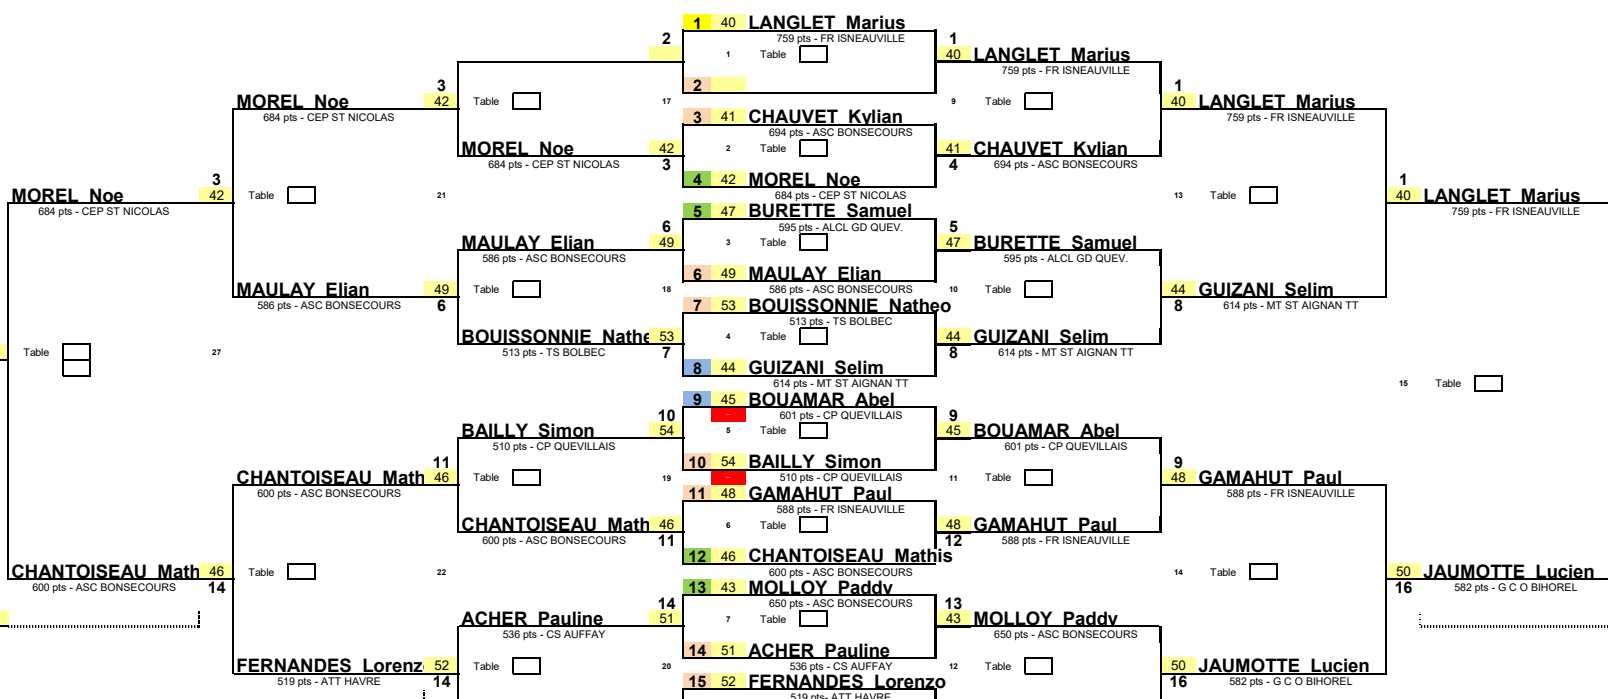 1 40 LANGLET Marius
2 759 pts - FR ISNEAUVILLE 1
1 Table 40 LANGLET Marius
759 pts - FR ISNEAUVILLE
3 2 1
MOREL Noe 42 Table 17 9 Table 40 LANGLET Marius
684 pts - CEP ST NICOLAS 3 41 CHAUVET Kylian 759 pts - FR ISNEAUVILLE
694 pts - ASC BONSECOURS
MOREL Noe 42 2 Table 41 CHAUVET Kylian
684 pts - CEP ST NICOLAS 3 4 694 pts - ASC BONSECOURS
3 4 42 MOREL Noe 1
MOREL Noe 42 Table 21 684 pts - CEP ST NICOLAS 13 Table 40 LANGLET Marius
684 pts - CEP ST NICOLAS 5 47 BURETTE Samuel 759 pts - FR ISNEAUVILLE
6 595 pts - ALCL GD QUEV. 5
MAULAY Elian 49 3 Table 47 BURETTE Samuel
586 pts - ASC BONSECOURS 595 pts - ALCL GD QUEV.
6 49 MAULAY Elian
MAULAY Elian 49 Table 18 586 pts - ASC BONSECOURS 10 Table 44 GUIZANI Selim
586 pts - ASC BONSECOURS 6 7 53 BOUISSONNIE Natheo 8 614 pts - MT ST AIGNAN TT
513 pts - TS BOLBEC
BOUISSONNIE Nathe 53 4 Table 44 GUIZANI Selim
Table 27 513 pts - TS BOLBEC 7 8 614 pts - MT ST AIGNAN TT
8 44 GUIZANI Selim
614 pts - MT ST AIGNAN TT 15 Table
9 45 BOUAMAR Abel
10 – 601 pts - CP QUEVILLAIS 9
BAILLY Simon 54 5 Table 45 BOUAMAR Abel
510 pts - CP QUEVILLAIS 601 pts - CP QUEVILLAIS
11 10 54 BAILLY Simon 9
CHANTOISEAU Math 46 Table 19 – 510 pts - CP QUEVILLAIS 11 Table 48 GAMAHUT Paul
600 pts - ASC BONSECOURS 11 48 GAMAHUT Paul 588 pts - FR ISNEAUVILLE
588 pts - FR ISNEAUVILLE
CHANTOISEAU Math 46 6 Table 48 GAMAHUT Paul
600 pts - ASC BONSECOURS 11 12 588 pts - FR ISNEAUVILLE
12 46 CHANTOISEAU Mathis
CHANTOISEAU Math 46 Table 22 600 pts - ASC BONSECOURS 14 Table 50 JAUMOTTE Lucien
600 pts - ASC BONSECOURS 14 13 43 MOLLOY Paddy 16 582 pts - G C O BIHOREL
14 650 pts - ASC BONSECOURS 13
ACHER Pauline 51 7 Table 43 MOLLOY Paddy
536 pts - CS AUFFAY 650 pts - ASC BONSECOURS
14 51 ACHER Pauline
FERNANDES Lorenz 52 Table 20 536 pts - CS AUFFAY 12 Table 50 JAUMOTTE Lucien
519 pts - ATT HAVRE 14 15 52 FERNANDES Lorenzo 16 582 pts - G C O BIHOREL
519 pts - ATT HAVRE